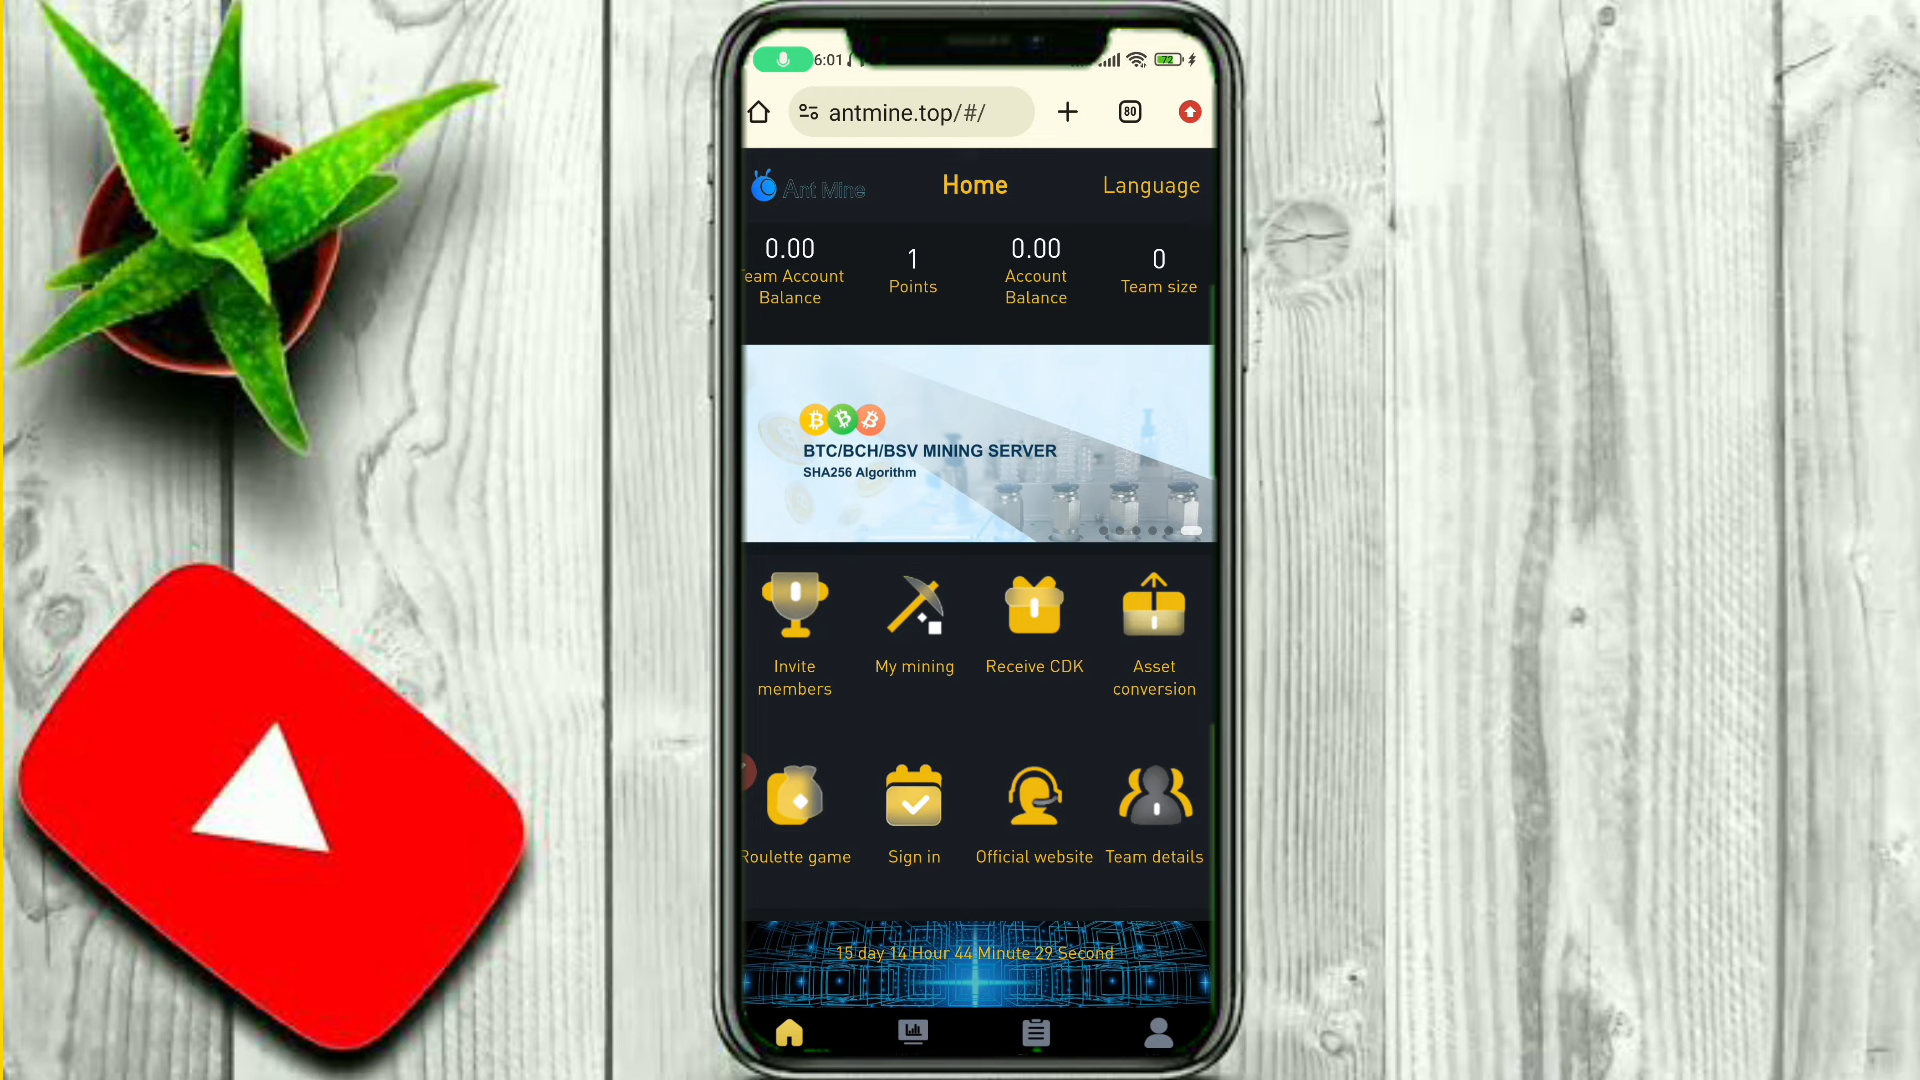 6:01
72
antmine.top/#/
80
Ant Mine
Home
Language
0.00
eam Account
Balance
1
Points
0.00
Account
Balance
0
Team size
BTC/BCH/BSV MINING SERVER
SHA256 Algorithm
Invite
members
My mining
Receive CDK
Asset
conversion
Roulette game
Sign in
Official website
Team details
15 day 14 Hour 44 Minute 29 Second